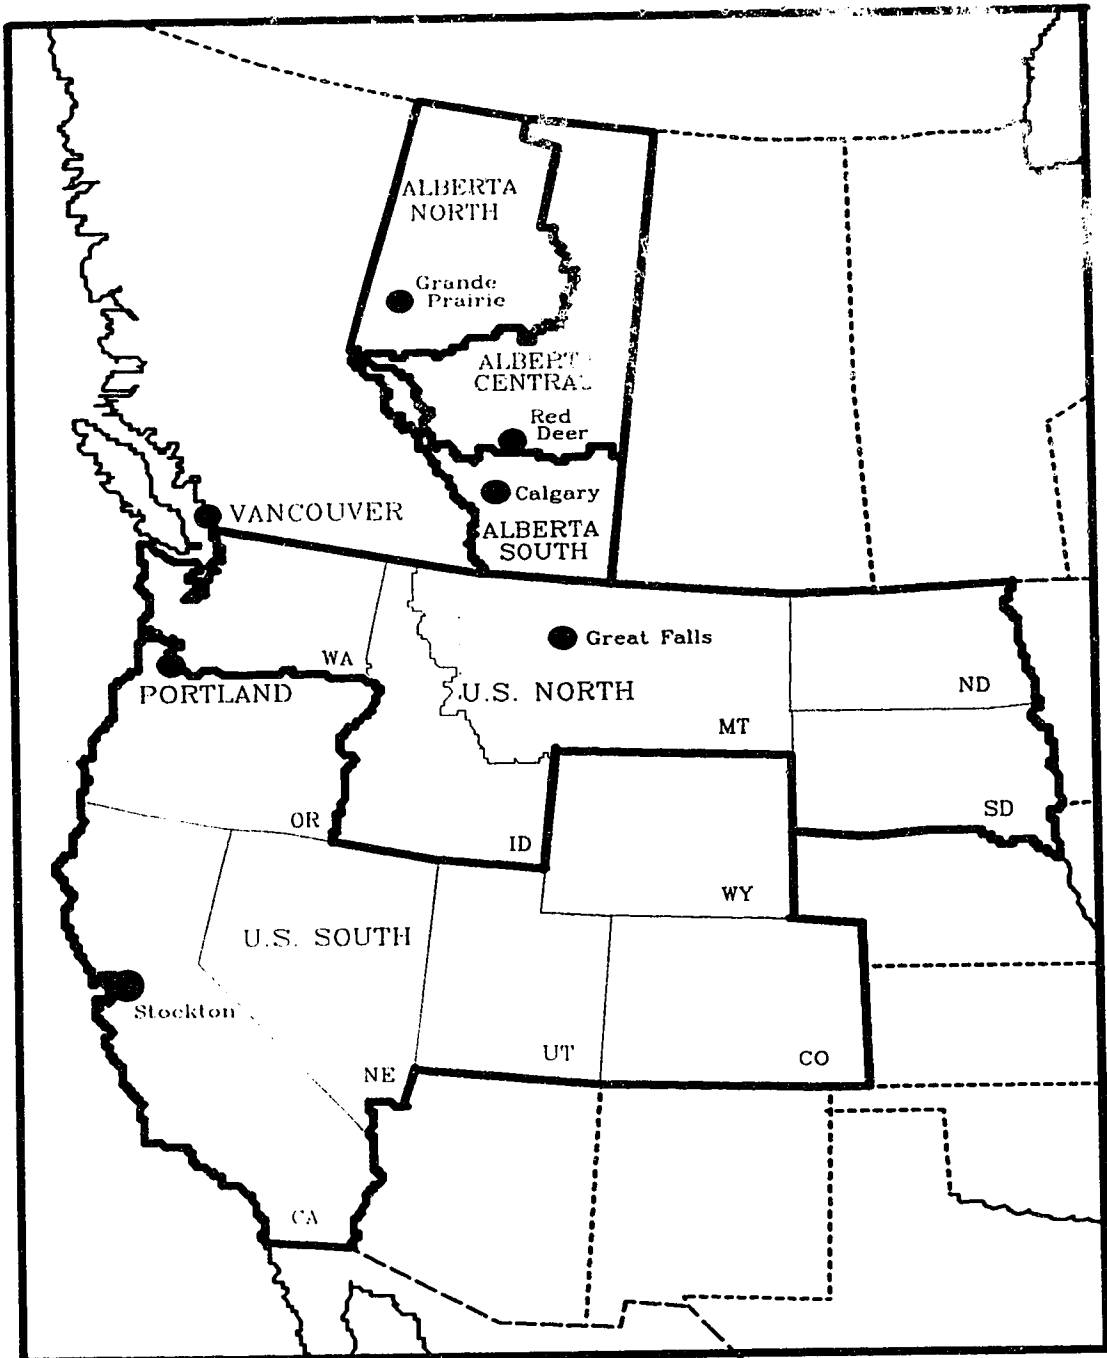 ALBERTA
NORTH
Grande
Prairie
CENTRAL
Red
Deer
Calgary
VANCOUVER
ALBERTA
SOUTH
Great Falls
WA
PORTLAND
U.S. NORTH
ND
MT
OR
SD
ID
WY
U.S. SOUTH
Stockton
UT
CO
NE
CA